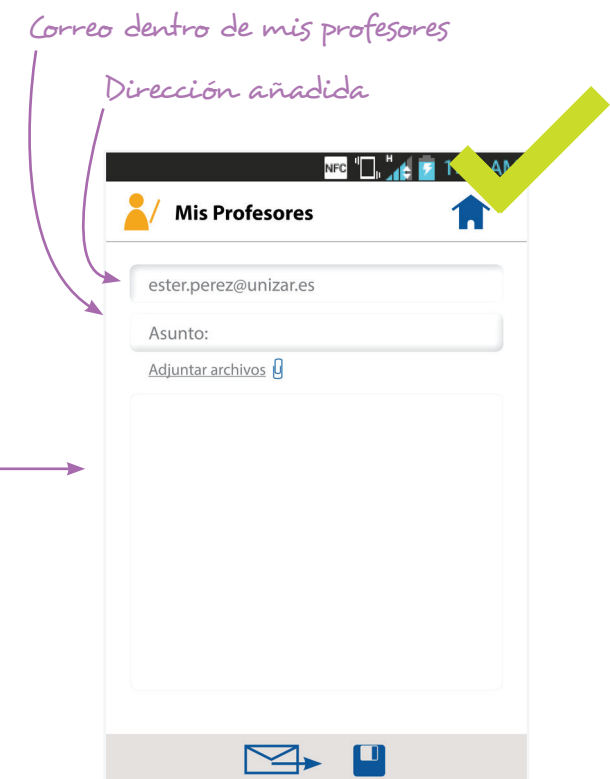 Correo dentro de mis profesores
Dirección añadida
NFC H
Mis Profesores
ester.perez@unizar.es
Asunto:
Adjuntar archivos